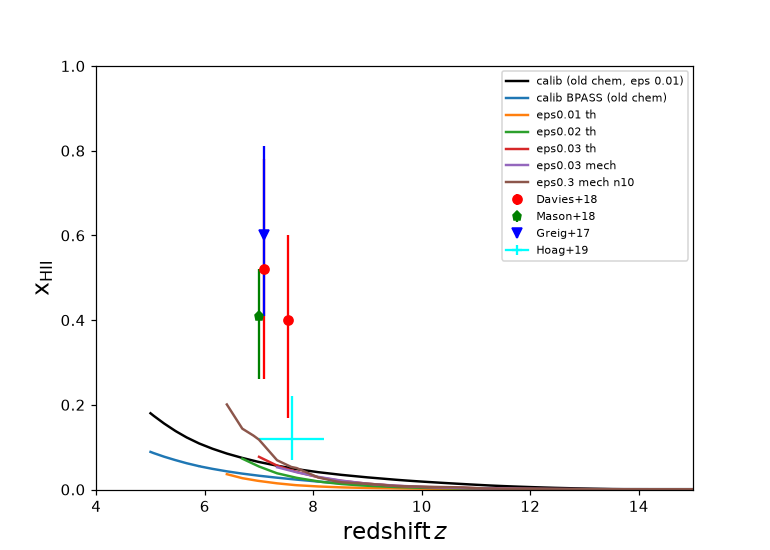 1.0
0.8
0.6
0.4
0.2
0.0
xHII
4 6 8 10 12 14
redshift z
calib (old chem, eps 0.01)
calib BPASS (old chem)
eps0.01 th
eps0.02 th
eps0.03 th
eps0.03 mech
eps0.3 mech n10
Davies+18
Mason+18
Greig+17
Hoag+19